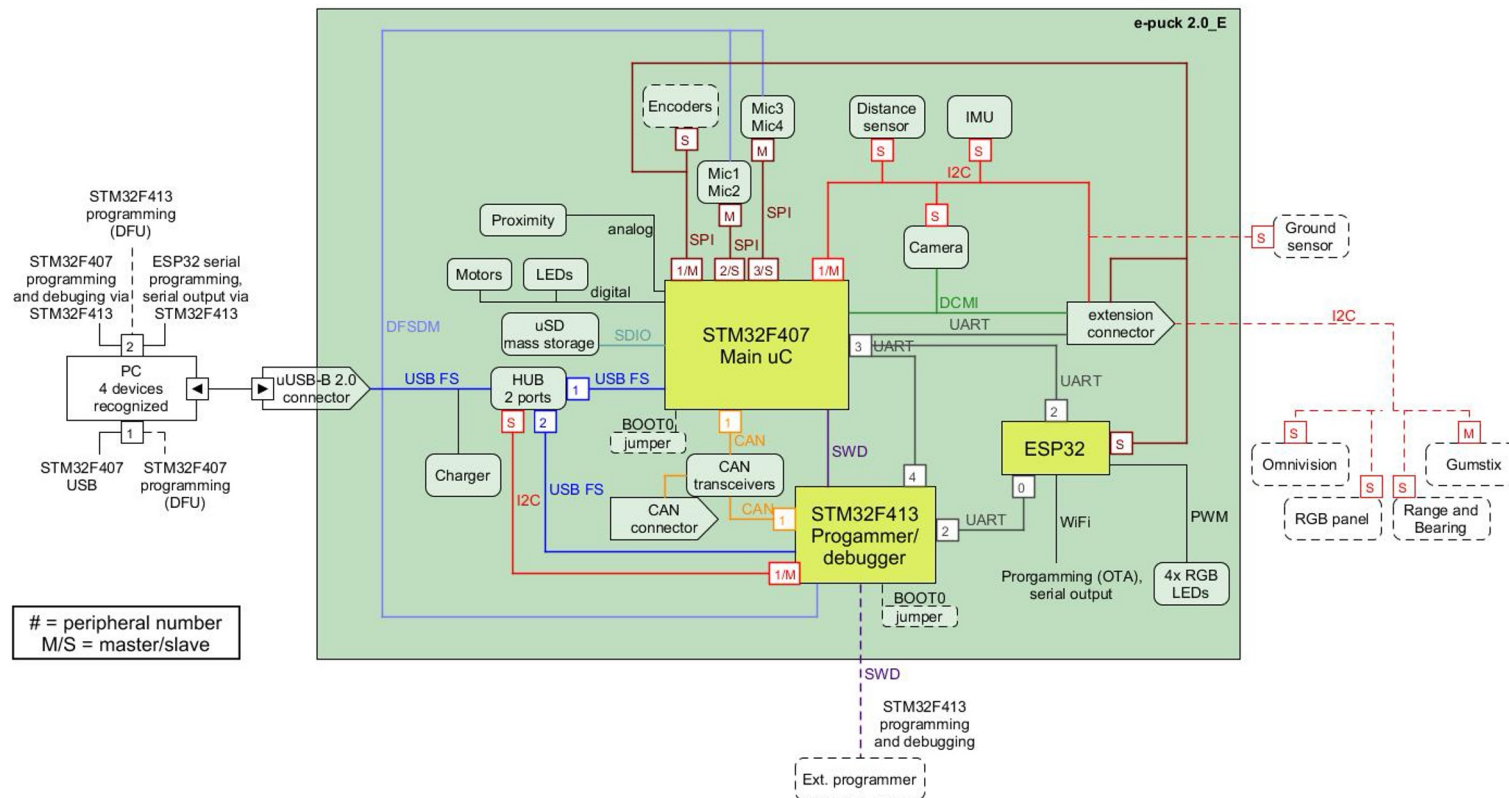 e-puck 2.0_E
Encoders
S
Mic3
Mic4
M
Mic1
Mic2
M
Distance
sensor
S
IMU
S
I2C
S
Camera
S
Ground
sensor
Proximity
analog
SPI
SPI
SPI
1/M
2/S
3/S
1/M
Motors
LEDs
digital
DCMI
uSD
mass storage
SDIO
STM32F407
Main uC
UART
extension
connector
I2C
3
UART
UART
DFSDM
STM32F413
programming
(DFU)
STM32F407
programming
and debuging via
STM32F413
ESP32 serial
programming,
serial output via
STM32F413
2
PC
4 devices
recognized
1
STM32F407
USB
STM32F407
programming
(DFU)
uUSB-B 2.0
connector
USB FS
HUB
2 ports
1
USB FS
S
2
BOOT0
jumper
1
CAN
SWD
Charger
I2C
USB FS
CAN
transceivers
CAN
connector
CAN
1
1/M
4
STM32F413
Progammer/
debugger
2
UART
2
ESP32
S
0
WiFi
PWM
Prorgamming (OTA),
serial output
4x RGB
LEDs
BOOT0
jumper
S
Omnivision
S
RGB panel
S
Range and
Bearing
M
Gumstix
# = peripheral number
M/S = master/slave
SWD
STM32F413
programming
and debugging
Ext. programmer